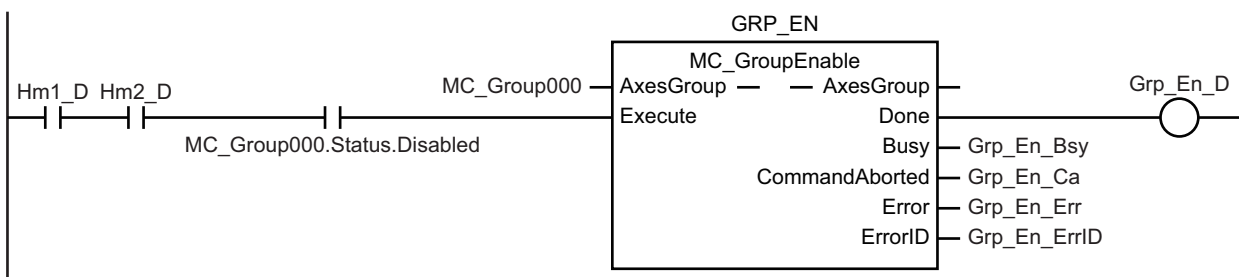 GRP_EN
MC_GroupEnable
MC_Group000 AxesGroup AxesGroup
Hm1_D Hm2_D Grp_En_D
Execute Done
MC_Group000.Status.Disabled
Busy Grp_En_Bsy
CommandAborted Grp_En_Ca
Error Grp_En_Err
ErrorID Grp_En_ErrID